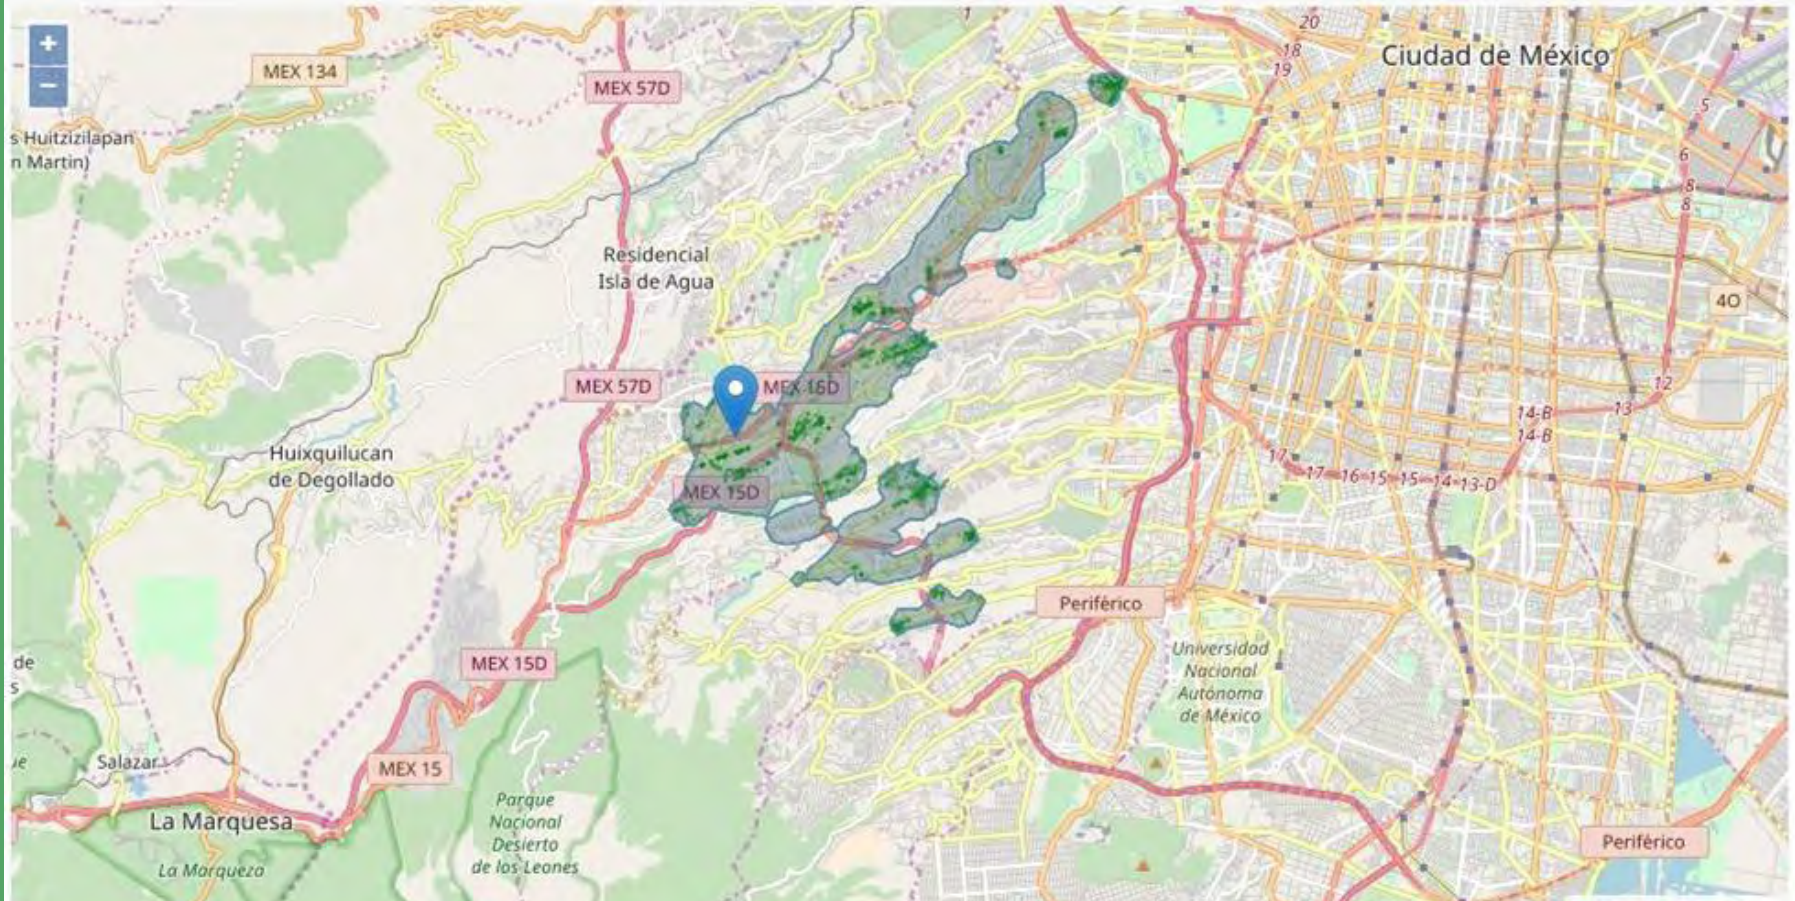 +
−
MEX 134
MEX 57D
1
20
18
19
Ciudad de México
5
s Huitzizilapan
n Martin)
6
8
8
Residencial
Isla de Agua
4O
MEX 57D
MEX 15D
12
13
14-B
14-B
Huixquilucan
de Degollado
17
17-16-15-15-14-13-D
MEX 15D
Periférico
de
s
MEX 15D
Universidad
Nacional
Autónoma
de México
Salazar
MEX 15
Parque
Nacional
Desierto
de los Leones
La Marquesa
La Marqueza
Periférico